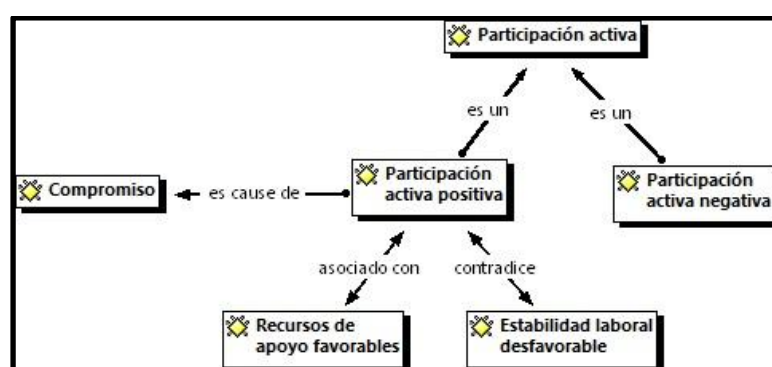 Participación activa
es un
es un
Compromiso
es cause de
Participación
activa positiva
Participación
activa negativa
asociado con
contradice
Recursos de
apoyo favorables
Estabilidad laboral
desfavorable